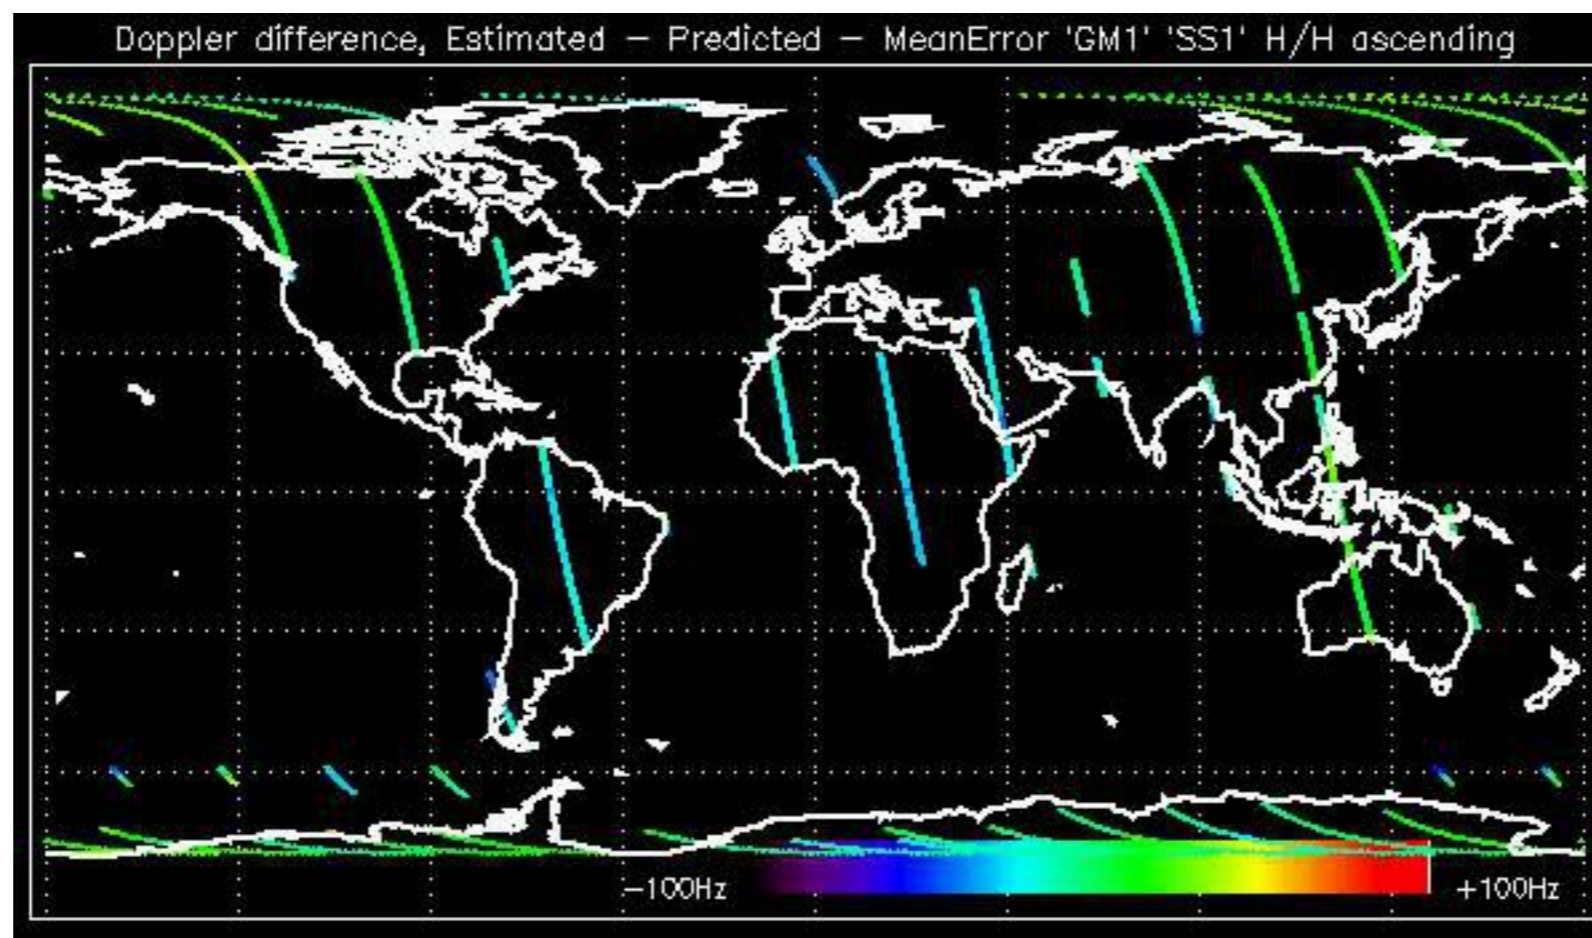 Doppler difference, Estimated – Predicted – MeanError 'GM1' 'SS1' H/H ascending
−100Hz +100Hz